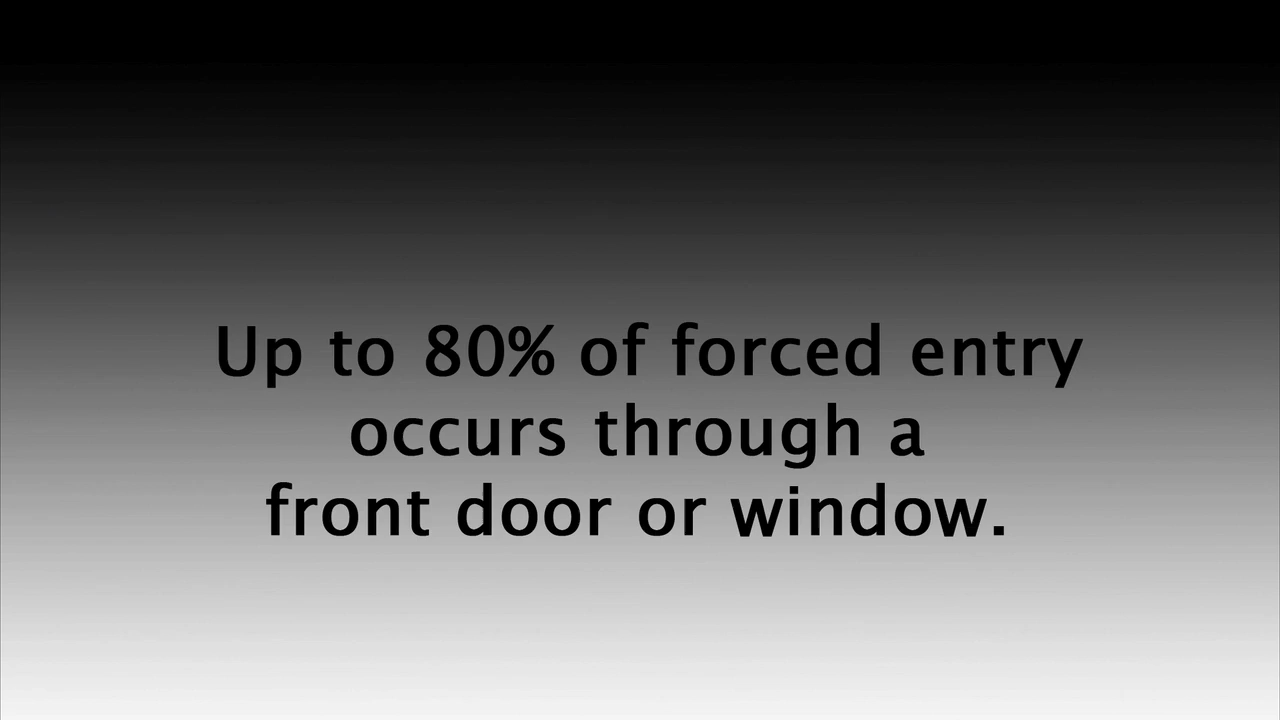 Up to 80% of forced entry
occurs through a
front door or window.